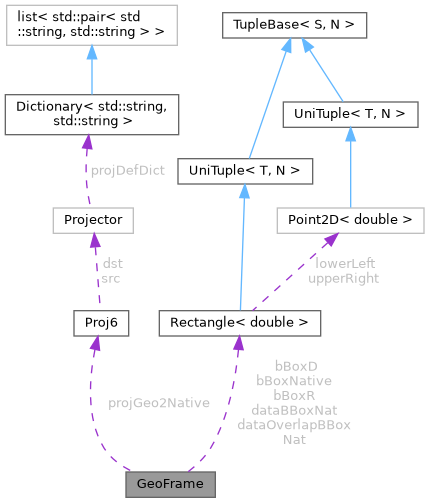 list< std::pair< std
::string, std::string > >
TupleBase< S, N >
Dictionary< std::string,
std::string >
UniTuple< T, N >
projDefDict
UniTuple< T, N >
Projector
Point2D< double >
dst
src
lowerLeft
upperRight
Proj6
Rectangle< double >
projGeo2Native
bBoxD
bBoxNative
bBoxR
dataBBoxNat
dataOverlapBBox
Nat
GeoFrame